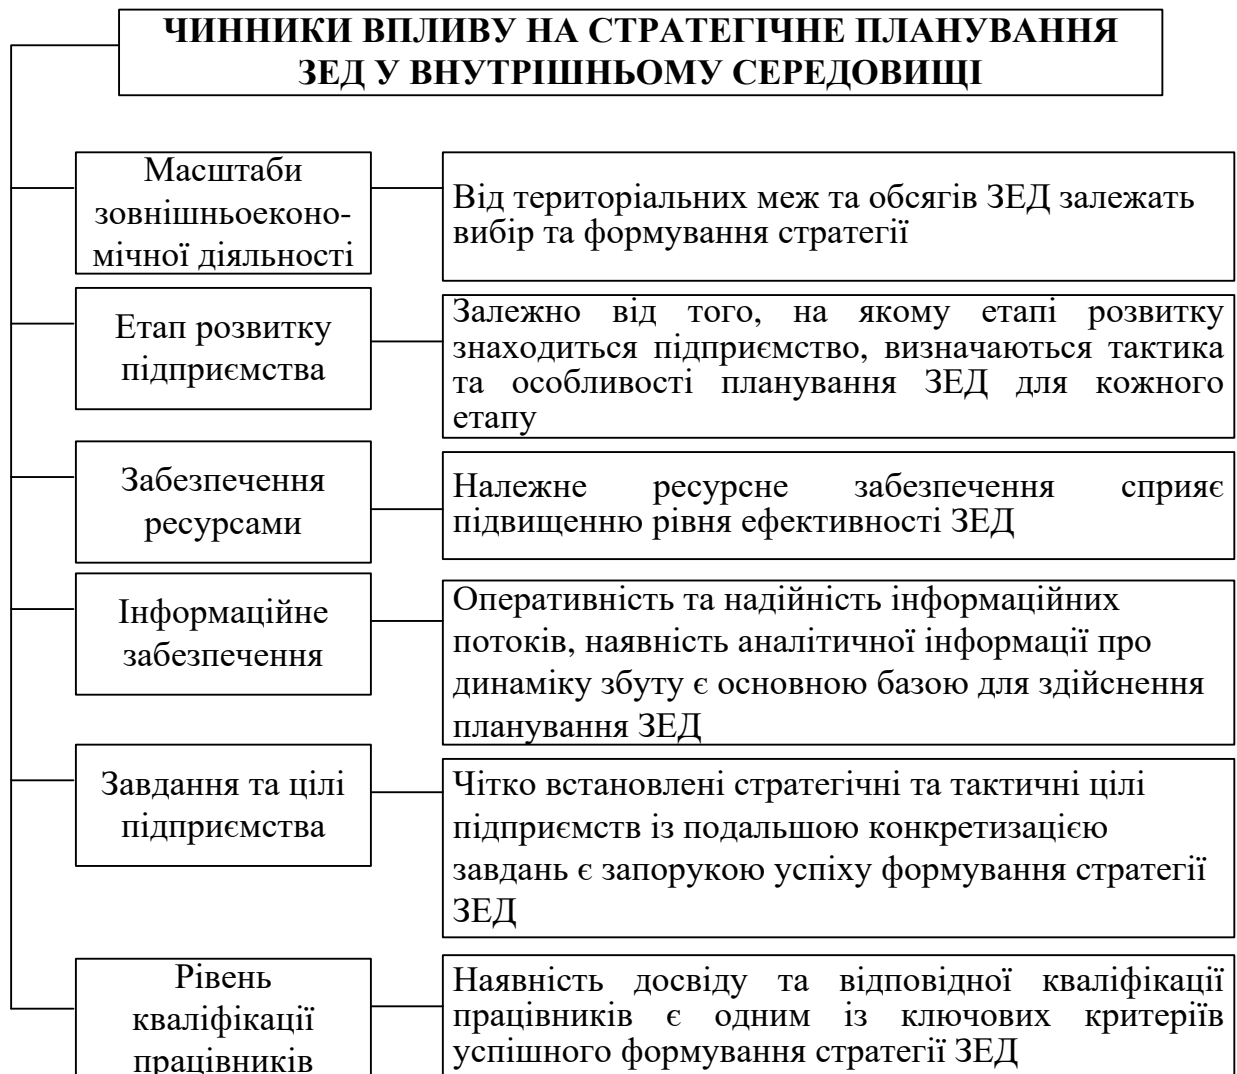 ЧИННИКИ ВПЛИВУ НА СТРАТЕГІЧНЕ ПЛАНУВАННЯ
ЗЕД У ВНУТРІШНЬОМУ СЕРЕДОВИЩІ
Масштаби
зовнішньоеконо-
мічної діяльності
Від територіальних меж та обсягів ЗЕД залежать
вибір та формування стратегії
Етап розвитку
підприємства
Залежно від того, на якому етапі розвитку
знаходиться підприємство, визначаються тактика
та особливості планування ЗЕД для кожного
етапу
Забезпечення
ресурсами
Належне ресурсне забезпечення сприяє
підвищенню рівня ефективності ЗЕД
Інформаційне
забезпечення
Оперативність та надійність інформаційних
потоків, наявність аналітичної інформації про
динаміку збуту є основною базою для здійснення
планування ЗЕД
Завдання та цілі
підприємства
Чітко встановлені стратегічні та тактичні цілі
підприємств із подальшою конкретизацією
завдань є запорукою успіху формування стратегії
ЗЕД
Рівень
кваліфікації
працівників
Наявність досвіду та відповідної кваліфікації
працівників є одним із ключових критеріїв
успішного формування стратегії ЗЕД